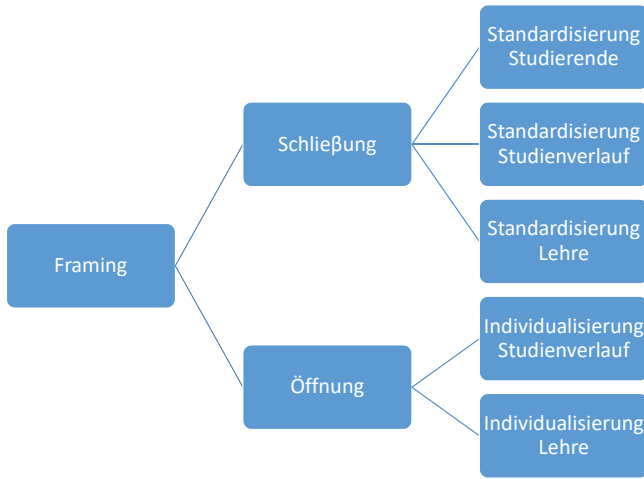 Framing
Schließung
Standardisierung
Studierende
Standardisierung
Studienverlauf
Standardisierung
Lehre
Öffnung
Individualisierung
Studienverlauf
Individualisierung
Lehre